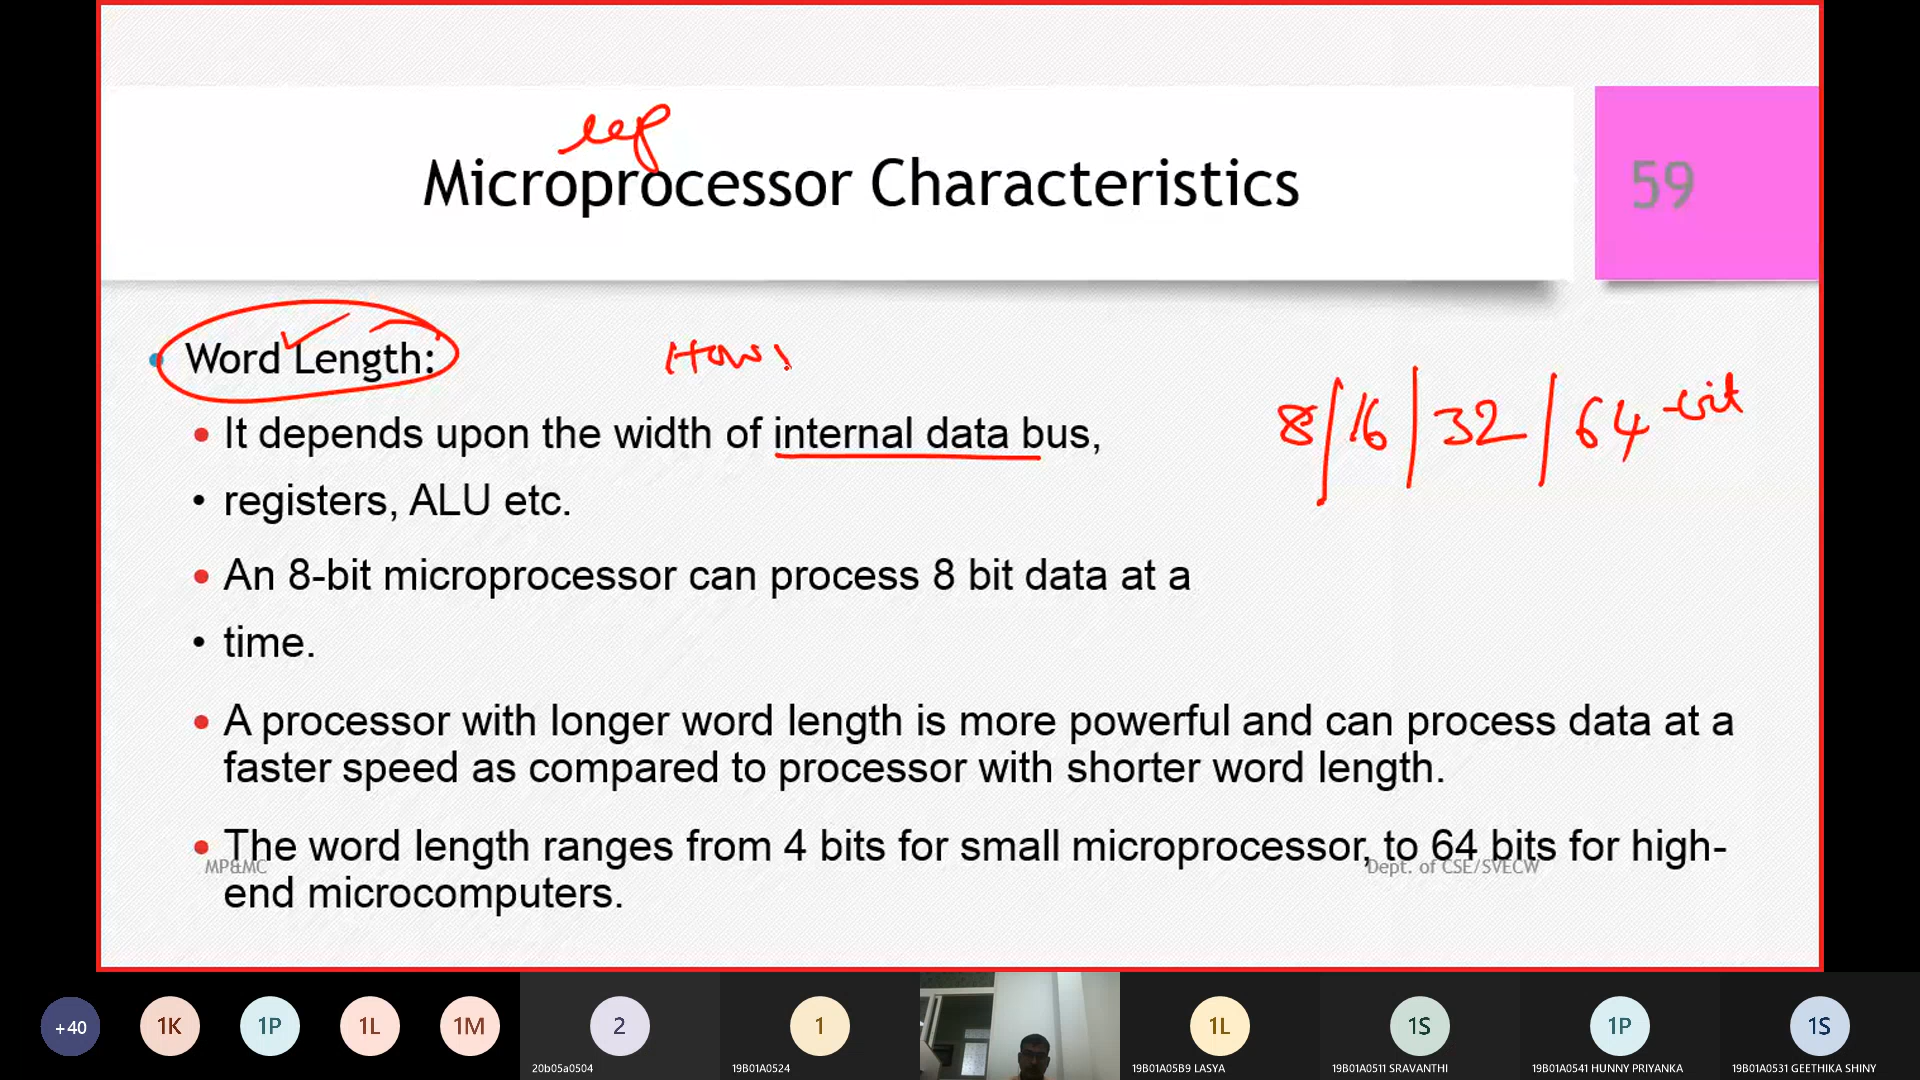 Microprocessor Characteristics
59
• Word Length:
How
8/16/32/64-bit
• It depends upon the width of internal data bus,
• registers, ALU etc.
• An 8-bit microprocessor can process 8 bit data at a
• time.
• A processor with longer word length is more powerful and can process data at a
faster speed as compared to processor with shorter word length.
• The word length ranges from 4 bits for small microprocessor, to 64 bits for high-
end microcomputers.
MP&MC
Dept. of CSE/SVECW
+40
1K
1P
1L
1M
2
1
1L
1S
1P
1S
20b05a0504
19B01A0524
19B01A05B9 LASYA
19B01A0511 SRAVANTHI
19B01A0541 HUNNY PRIYANKA
19B01A0531 GEETHIKA SHINY